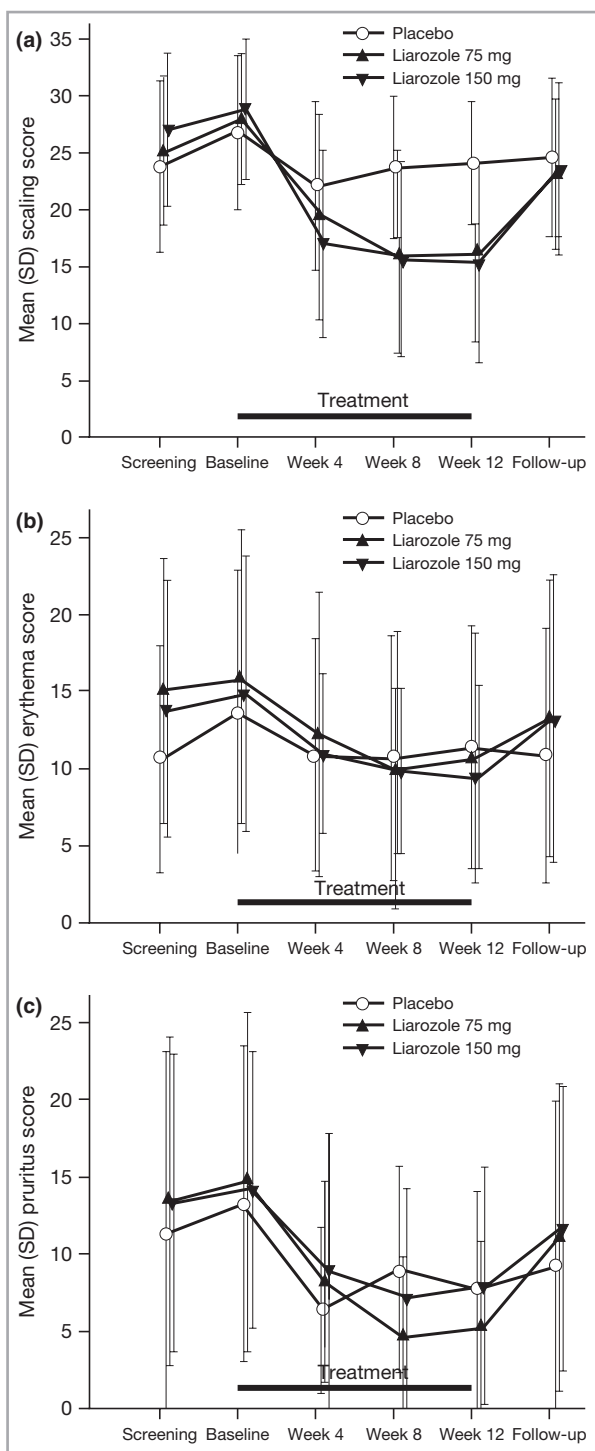 (a)
Mean (SD) scaling score
35
30
25
20
15
10
5
0
Placebo
Liarozole 75 mg
Liarozole 150 mg
Treatment
Screening Baseline Week 4 Week 8 Week 12 Follow-up
(b)
Mean (SD) erythema score
25
20
15
10
5
0
Placebo
Liarozole 75 mg
Liarozole 150 mg
Treatment
Screening Baseline Week 4 Week 8 Week 12 Follow-up
(c)
Mean (SD) pruritus score
25
20
15
10
5
0
Placebo
Liarozole 75 mg
Liarozole 150 mg
Treatment
Screening Baseline Week 4 Week 8 Week 12 Follow-up